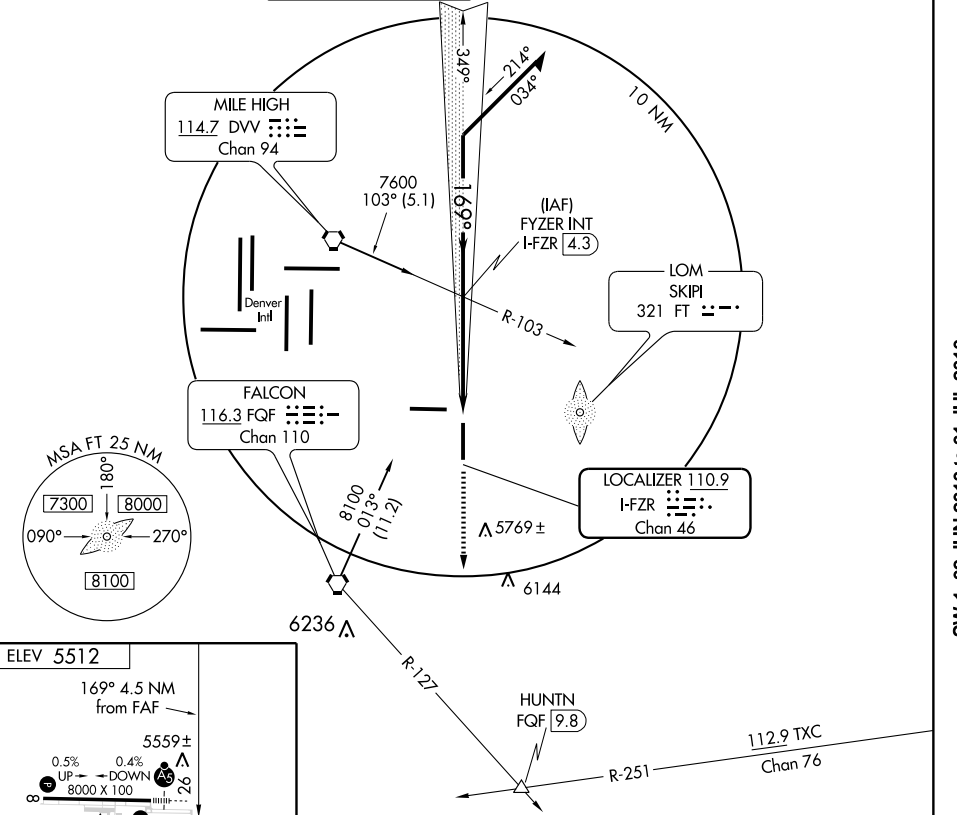 349°
214°
034°
10 NM
MILE HIGH
114.7 DVV
Chan 94
7600
103° (5.1)
169°
(IAF)
FYZER INT
I-FZR 4.3
LOM
SKIPI
321 FT
Denver
Intl
R-103
FALCON
116.3 FQF
Chan 110
MSA FT 25 NM
180°
7300
8000
090°
270°
8100
8100
013°
(11.2)
LOCALIZER 110.9
I-FZR
Chan 46
5769 ±
6144
6236
R-127
ELEV 5512
169° 4.5 NM
from FAF
5559 ±
0.5%
UP
0.4%
DOWN
P
A5
8000 X 100
8
26
HUNTN
FQF 9.8
112.9 TXC
Chan 76
R-251